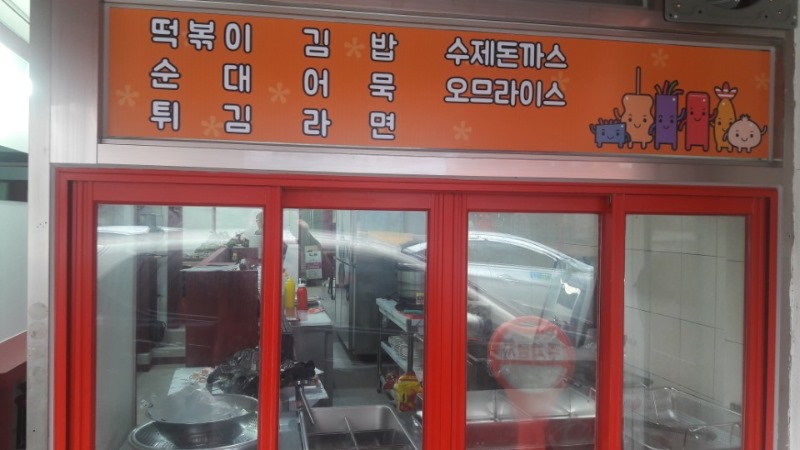 떡볶이 김밥 수제돈까스
순대 어묵 오므라이스
튀김 라면